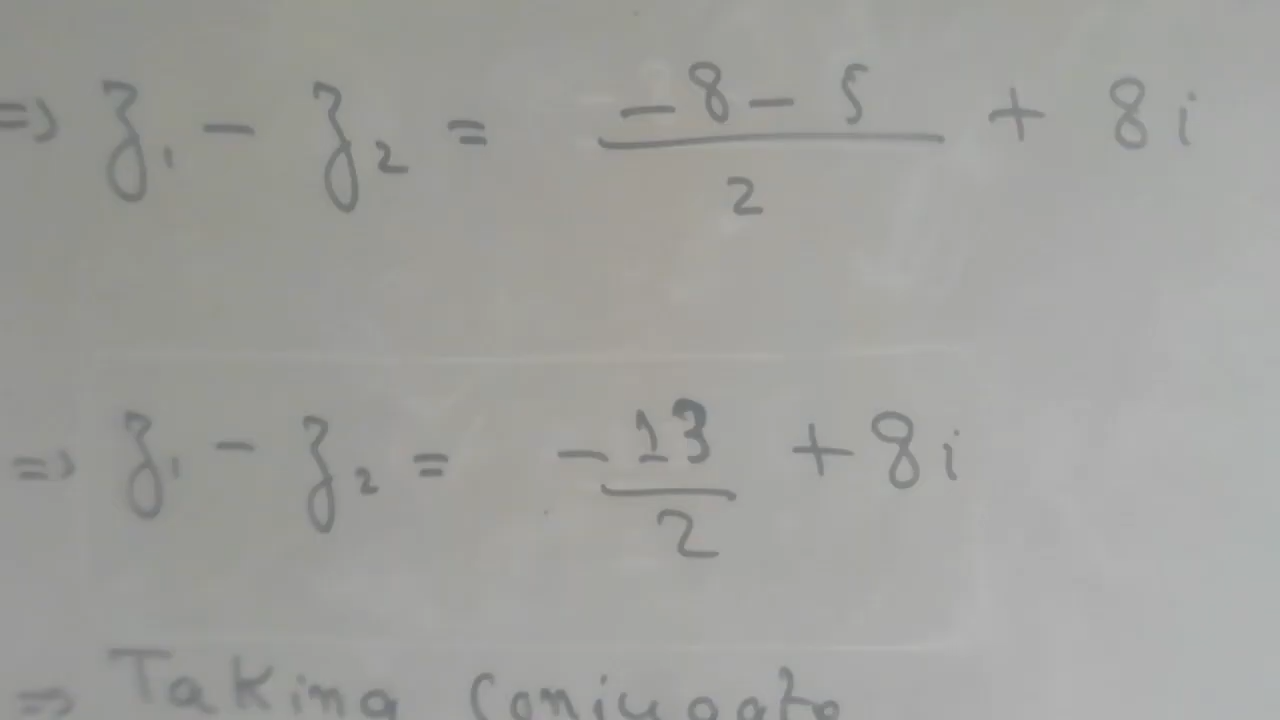 => z₁ - z₂ = (-8-5)/2 + 8i
=> z₁ - z₂ = -13/2 + 8i
=> Taking Conjugate